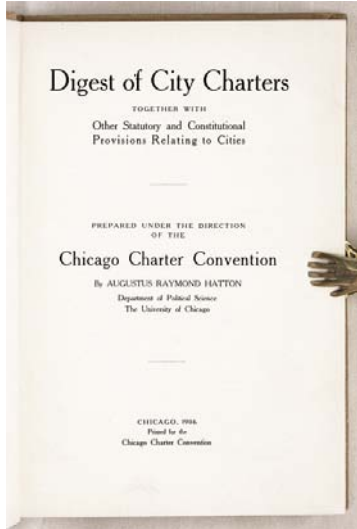 Digest of City Charters
TOGETHER WITH
Other Statutory and Constitutional
Provisions Relating to Cities
PREPARED UNDER THE DIRECTION
OF THE
Chicago Charter Convention
By AUGUSTUS RAYMOND HATTON
Department of Political Science
The University of Chicago
CHICAGO, 1906.
Printed for the
Chicago Charter Convention